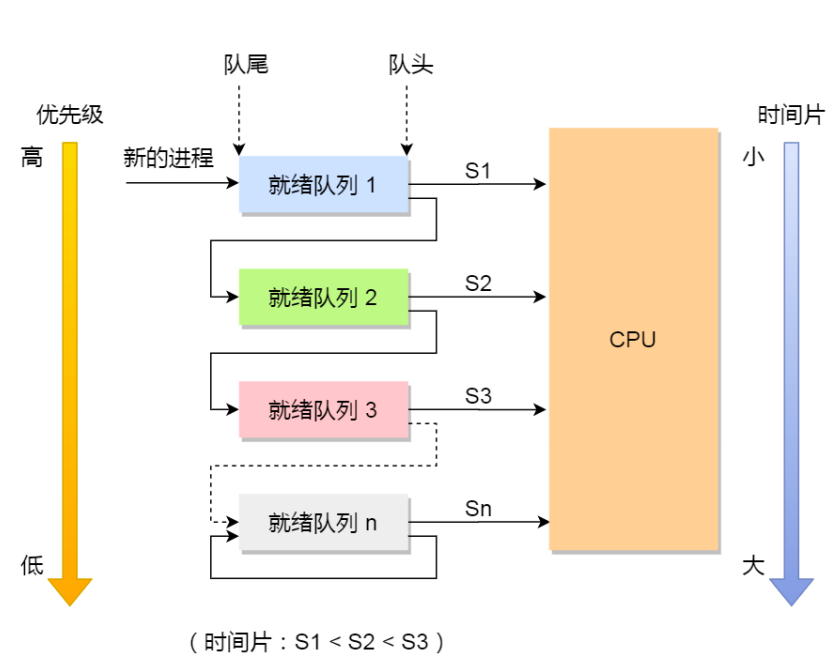 队尾
队头
优先级
时间片
高
新的进程
小
就绪队列 1
S1
就绪队列 2
S2
CPU
就绪队列 3
S3
就绪队列 n
Sn
低
大
（时间片：S1 < S2 < S3 ）